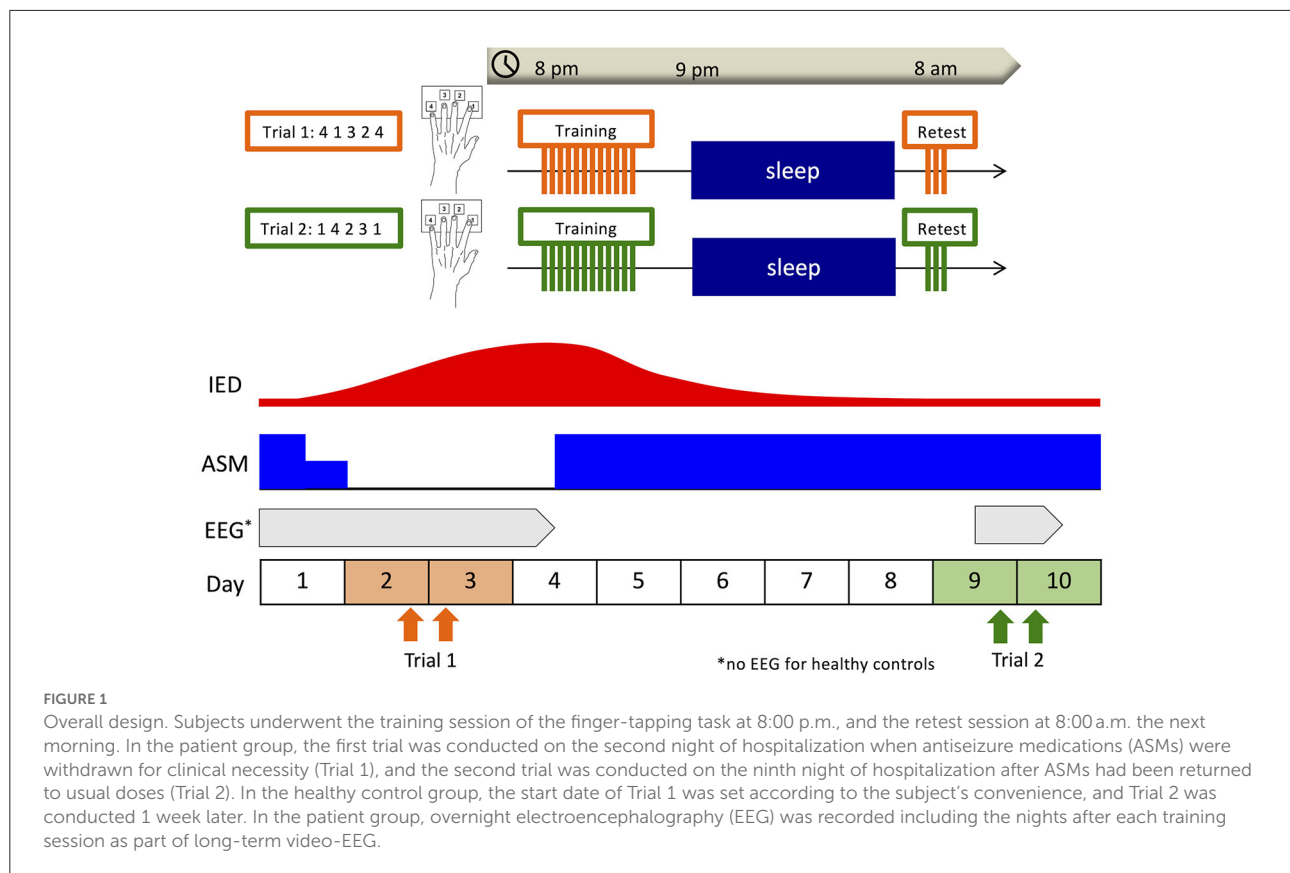 8 pm 9 pm 8 am
4 3 2 1
Trial 1: 4 1 3 2 4
Training
Retest
sleep
4 3 2 1
Trial 2: 1 4 2 3 1
Training
Retest
sleep
IED
ASM
EEG*
Day 1 2 3 4 5 6 7 8 9 10
Trial 1
*no EEG for healthy controls
Trial 2
FIGURE 1
Overall design. Subjects underwent the training session of the finger-tapping task at 8:00 p.m., and the retest session at 8:00 a.m. the next
morning. In the patient group, the first trial was conducted on the second night of hospitalization when antiseizure medications (ASMs) were
withdrawn for clinical necessity (Trial 1), and the second trial was conducted on the ninth night of hospitalization after ASMs had been returned
to usual doses (Trial 2). In the healthy control group, the start date of Trial 1 was set according to the subject's convenience, and Trial 2 was
conducted 1 week later. In the patient group, overnight electroencephalography (EEG) was recorded including the nights after each training
session as part of long-term video-EEG.